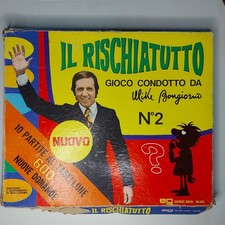 IL RISCHIATUTTO
GIOCO CONDOTTO DA
Mike Bongiorno
N°2
NUOVO
10 PARTITE
600
NUOVE DOMANDE
IL RISCHIATUTTO